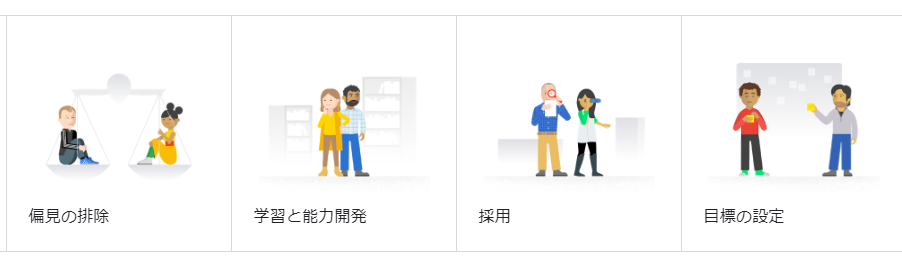 偏見の排除
学習と能力開発
採用
目標の設定